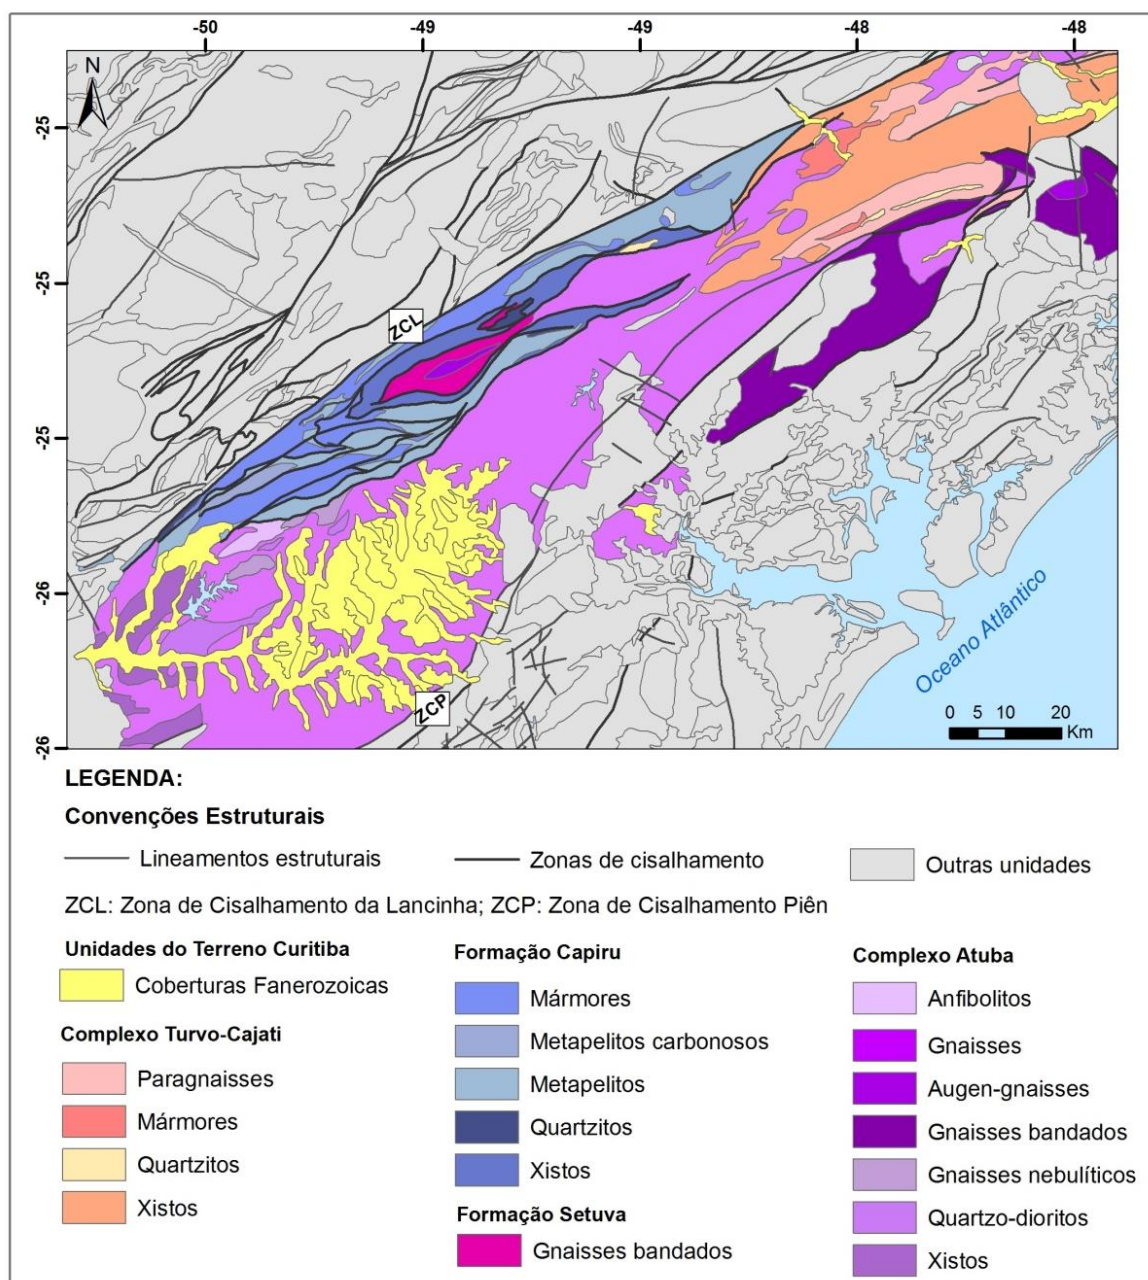 -50 -49 -49 -48 -48
N
-25
-25
ZCL
-25
-26
Oceano Atlântico
ZCP
0 5 10 20
Km
-26
LEGENDA:
Convenções Estruturais
Lineamentos estruturais
Zonas de cisalhamento
Outras unidades
ZCL: Zona de Cisalhamento da Lancinha; ZCP: Zona de Cisalhamento Piên
Unidades do Terreno Curitiba
Coberturas Fanerozoicas
Complexo Turvo-Cajati
Paragnaisses
Mármores
Quartzitos
Xistos
Formação Capiru
Mármores
Metapelitos carbonosos
Metapelitos
Quartzitos
Xistos
Formação Setuva
Gnaisses bandados
Complexo Atuba
Anfibolitos
Gnaisses
Augen-gnaisses
Gnaisses bandados
Gnaisses nebulíticos
Quartzo-dioritos
Xistos